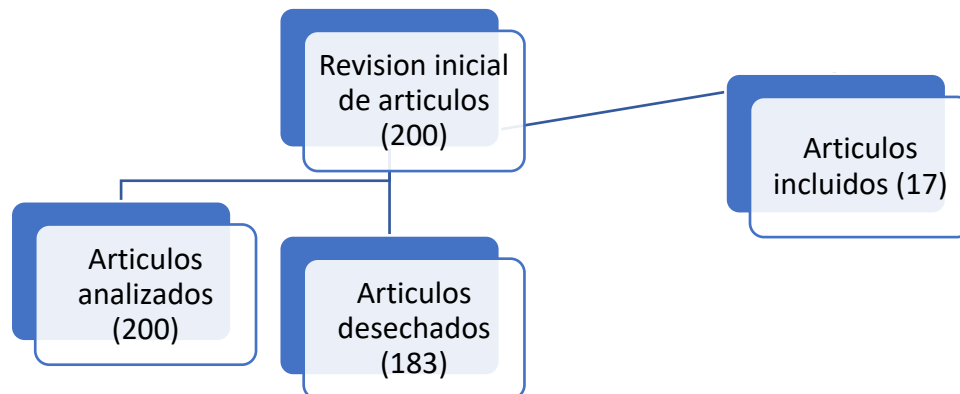 Revision inicial
de articulos
(200)
Articulos
incluidos (17)
Articulos
analizados
(200)
Articulos
desechados
(183)